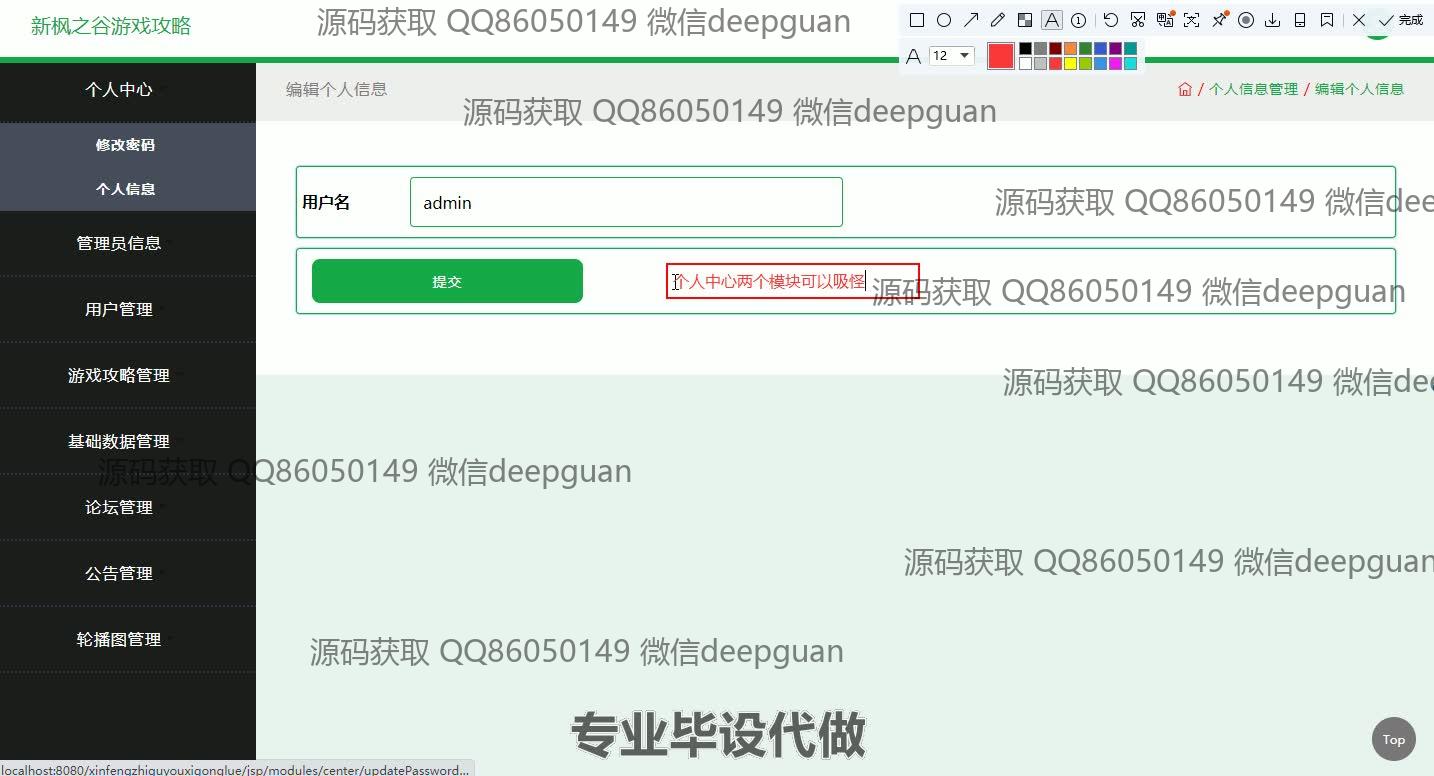 新枫之谷游戏攻略
源码获取 QQ86050149 微信deepguan
完成
A 12
个人中心
编辑个人信息
/ 个人信息管理 / 编辑个人信息
源码获取 QQ86050149 微信deepguan
修改密码
个人信息
用户名
admin
源码获取 QQ86050149 微信dee
管理员信息
提交
个人中心两个模块可以吸怪
源码获取 QQ86050149 微信deepguan
用户管理
游戏攻略管理
源码获取 QQ86050149 微信dee
基础数据管理
源码获取 QQ86050149 微信deepguan
论坛管理
公告管理
源码获取 QQ86050149 微信deepguan
轮播图管理
源码获取 QQ86050149 微信deepguan
专业毕设代做
Top
localhost:8080/xinfengzhiguyouxigonglue/jsp/modules/center/updatePassword...